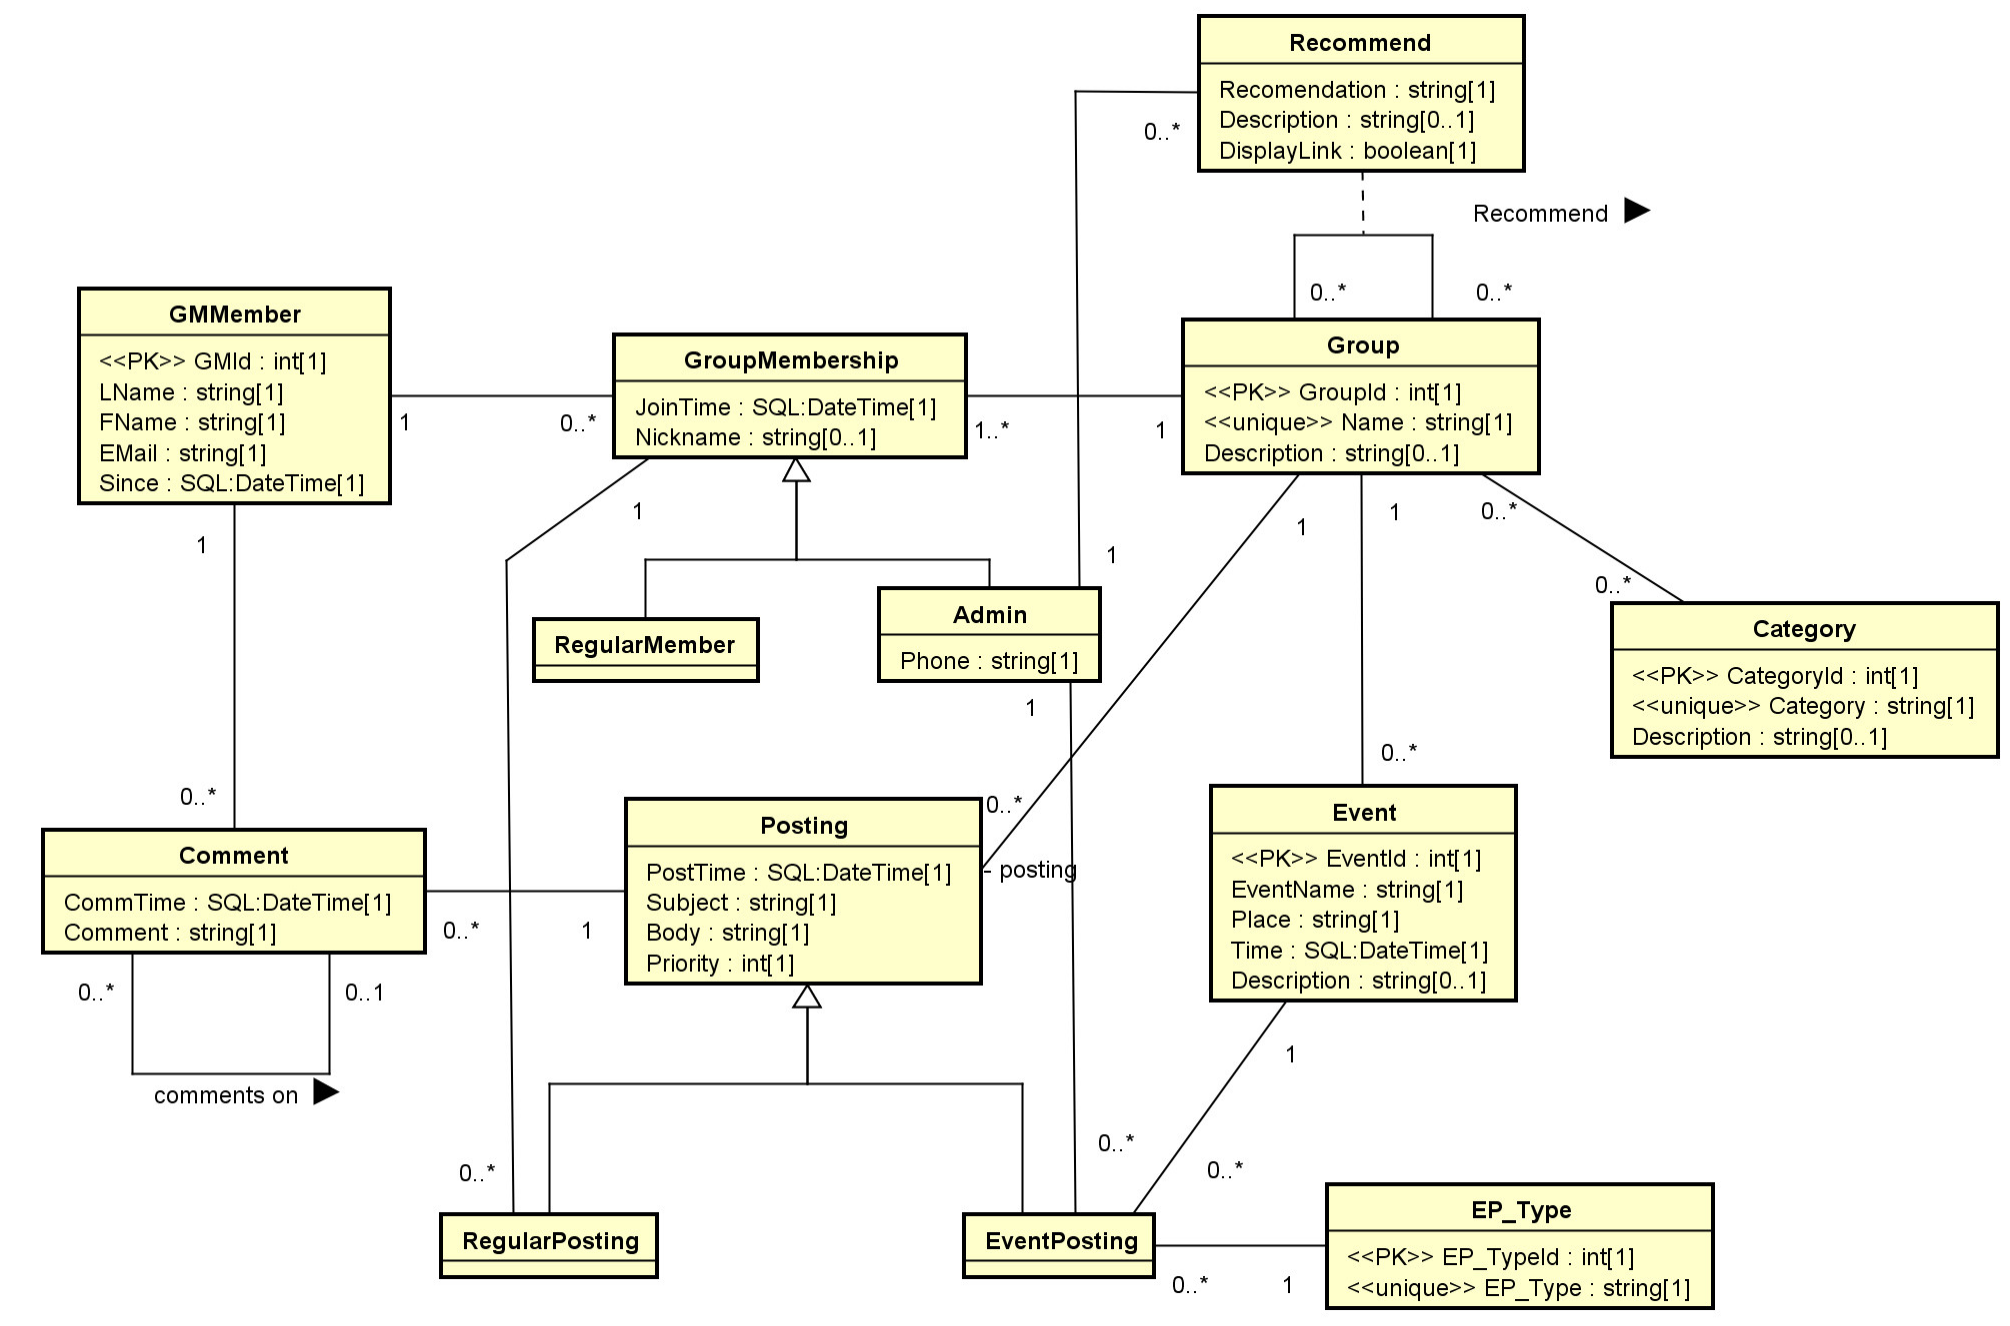 Recommend
Recomendation : string[1]
Description : string[0..1]
DisplayLink : boolean[1]
0..*
Recommend ▶
0..*
0..*
GMMember
<<PK>> GMId : int[1]
LName : string[1]
FName : string[1]
EMail : string[1]
Since : SQL:DateTime[1]
1
0..*
GroupMembership
JoinTime : SQL:DateTime[1]
Nickname : string[0..1]
1..*
1
Group
<<PK>> GroupId : int[1]
<<unique>> Name : string[1]
Description : string[0..1]
1
1
1
1
1
0..*
0..*
RegularMember
Admin
Phone : string[1]
1
Category
<<PK>> CategoryId : int[1]
<<unique>> Category : string[1]
Description : string[0..1]
0..*
0..*
0..*
- posting
Comment
CommTime : SQL:DateTime[1]
Comment : string[1]
0..*
1
Posting
PostTime : SQL:DateTime[1]
Subject : string[1]
Body : string[1]
Priority : int[1]
Event
<<PK>> EventId : int[1]
EventName : string[1]
Place : string[1]
Time : SQL:DateTime[1]
Description : string[0..1]
0..*
0..1
comments on ▶
1
0..*
0..*
0..*
RegularPosting
EventPosting
0..*
1
EP_Type
<<PK>> EP_TypeId : int[1]
<<unique>> EP_Type : string[1]